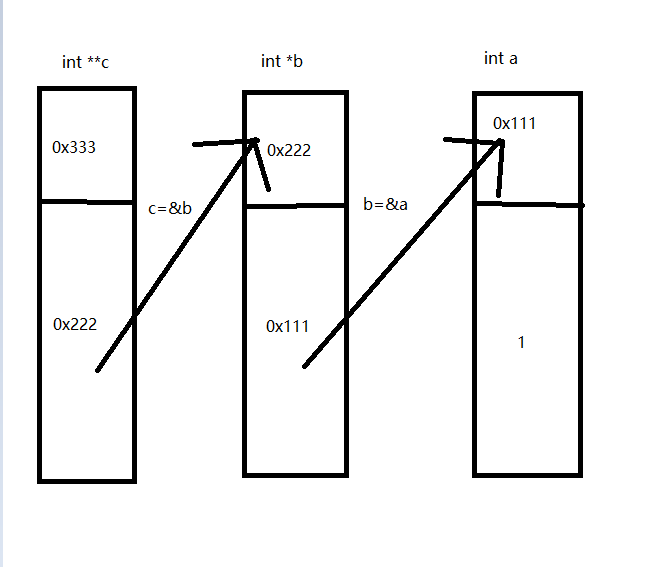 int **c
int *b
int a
0x333
0x222
0x111
c=&b
b=&a
0x222
0x111
1